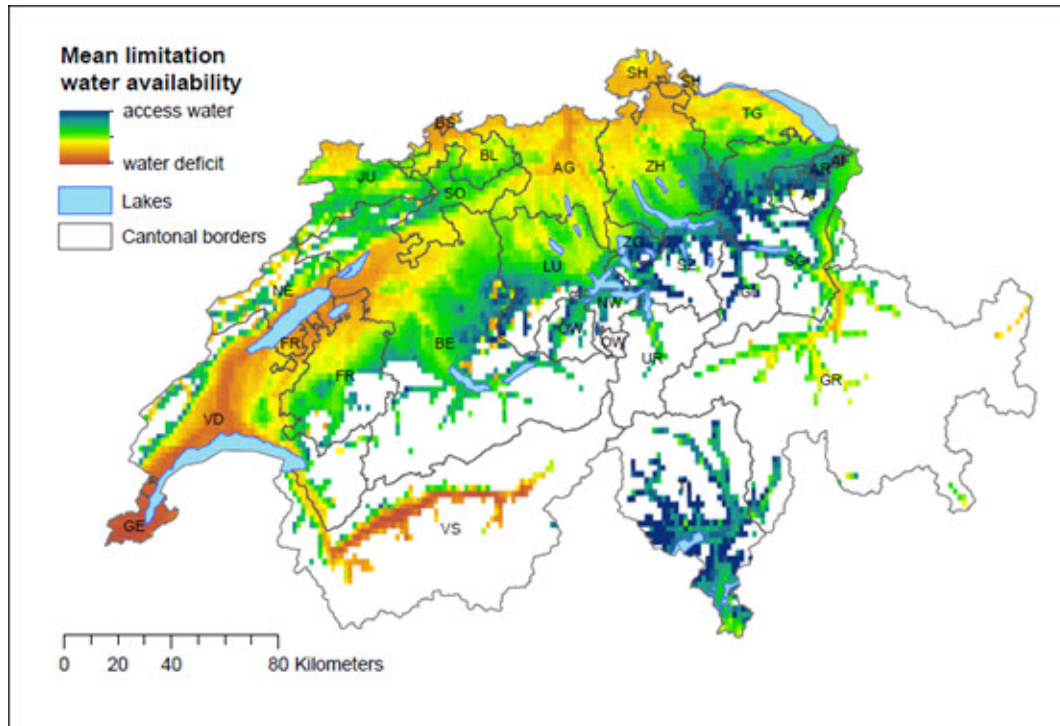 Mean limitation
water availability
access water
water deficit
Lakes
Cantonal borders
SH
SH
TG
BS
BL
AG
ZH
JU
SO
AR
AI
ZG
LU
SZ
SG
NE
NW
GL
OW
OW
FR
BE
UR
FR
GR
VD
VS
GE
0 20 40 80 Kilometers